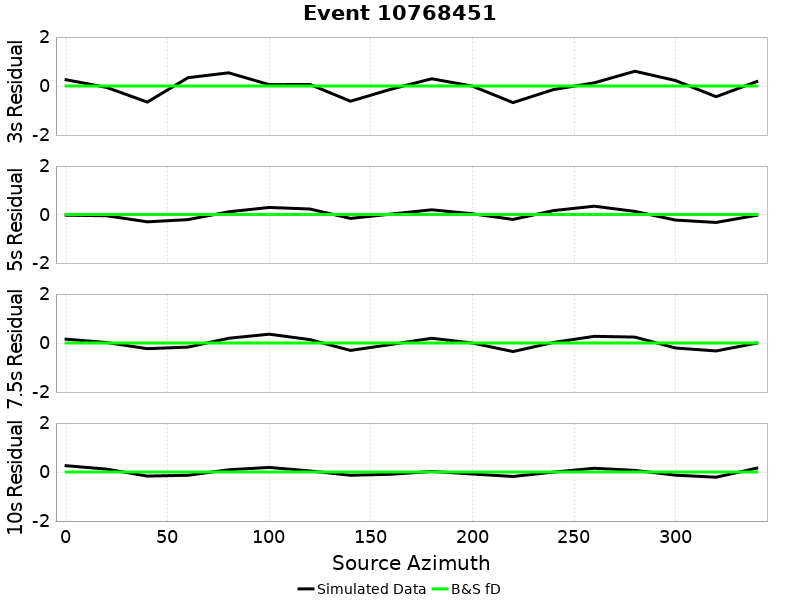 Event 10768451
3s Residual
2
0
-2
5s Residual
2
0
-2
7.5s Residual
2
0
-2
10s Residual
2
0
-2
0 50 100 150 200 250 300
Source Azimuth
Simulated Data B&S fD